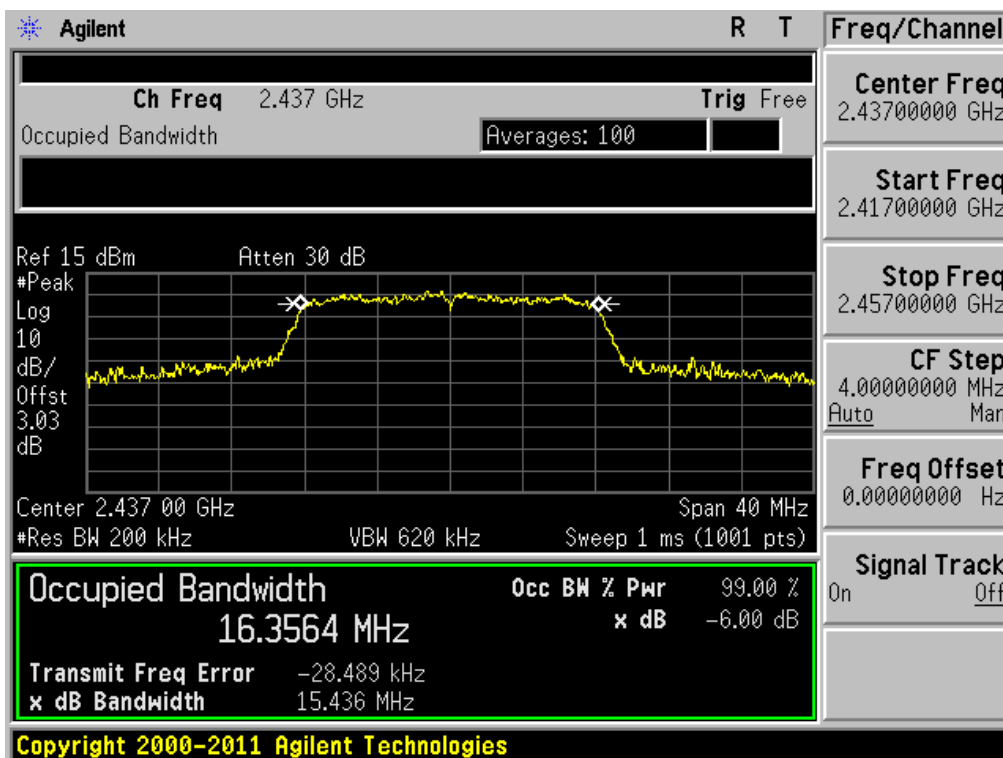 Agilent R T Freq/Channel
Ch Freq 2.437 GHz Trig Free
Occupied Bandwidth Averages: 100
Center Freq
2.43700000 GHz
Start Freq
2.41700000 GHz
Stop Freq
2.45700000 GHz
CF Step
4.00000000 MHz
Auto Man
Freq Offset
0.00000000 Hz
Signal Track
On Off
Ref 15 dBm Atten 30 dB
#Peak
Log
10
dB/
Offst
3.03
dB
Center 2.437 00 GHz Span 40 MHz
#Res BW 200 kHz VBW 620 kHz Sweep 1 ms (1001 pts)
Occupied Bandwidth Occ BW % Pwr 99.00 %
16.3564 MHz x dB -6.00 dB
Transmit Freq Error -28.489 kHz
x dB Bandwidth 15.436 MHz
Copyright 2000-2011 Agilent Technologies